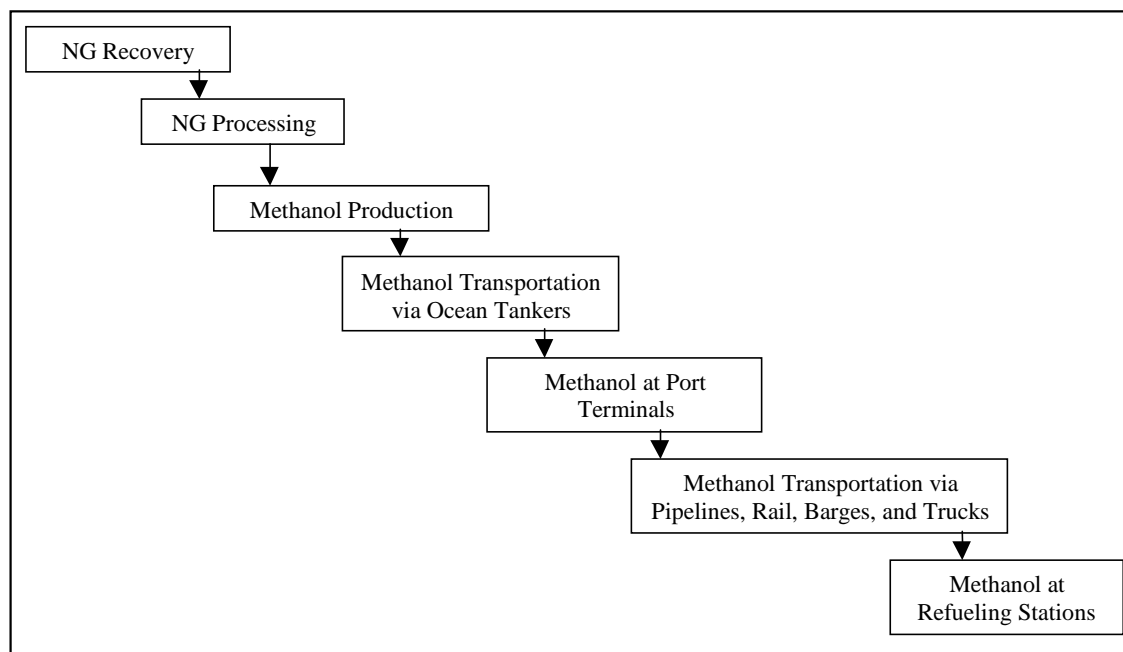 NG Recovery
NG Processing
Methanol Production
Methanol Transportation
via Ocean Tankers
Methanol at Port
Terminals
Methanol Transportation via
Pipelines, Rail, Barges, and Trucks
Methanol at
Refueling Stations